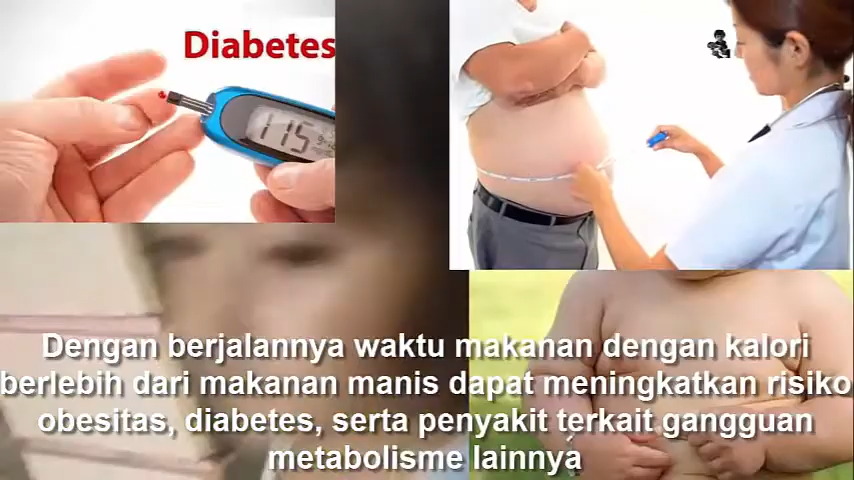 Diabetes
115
Dengan berjalannya waktu makanan dengan kalori
berlebih dari makanan manis dapat meningkatkan risiko
obesitas, diabetes, serta penyakit terkait gangguan
metabolisme lainnya